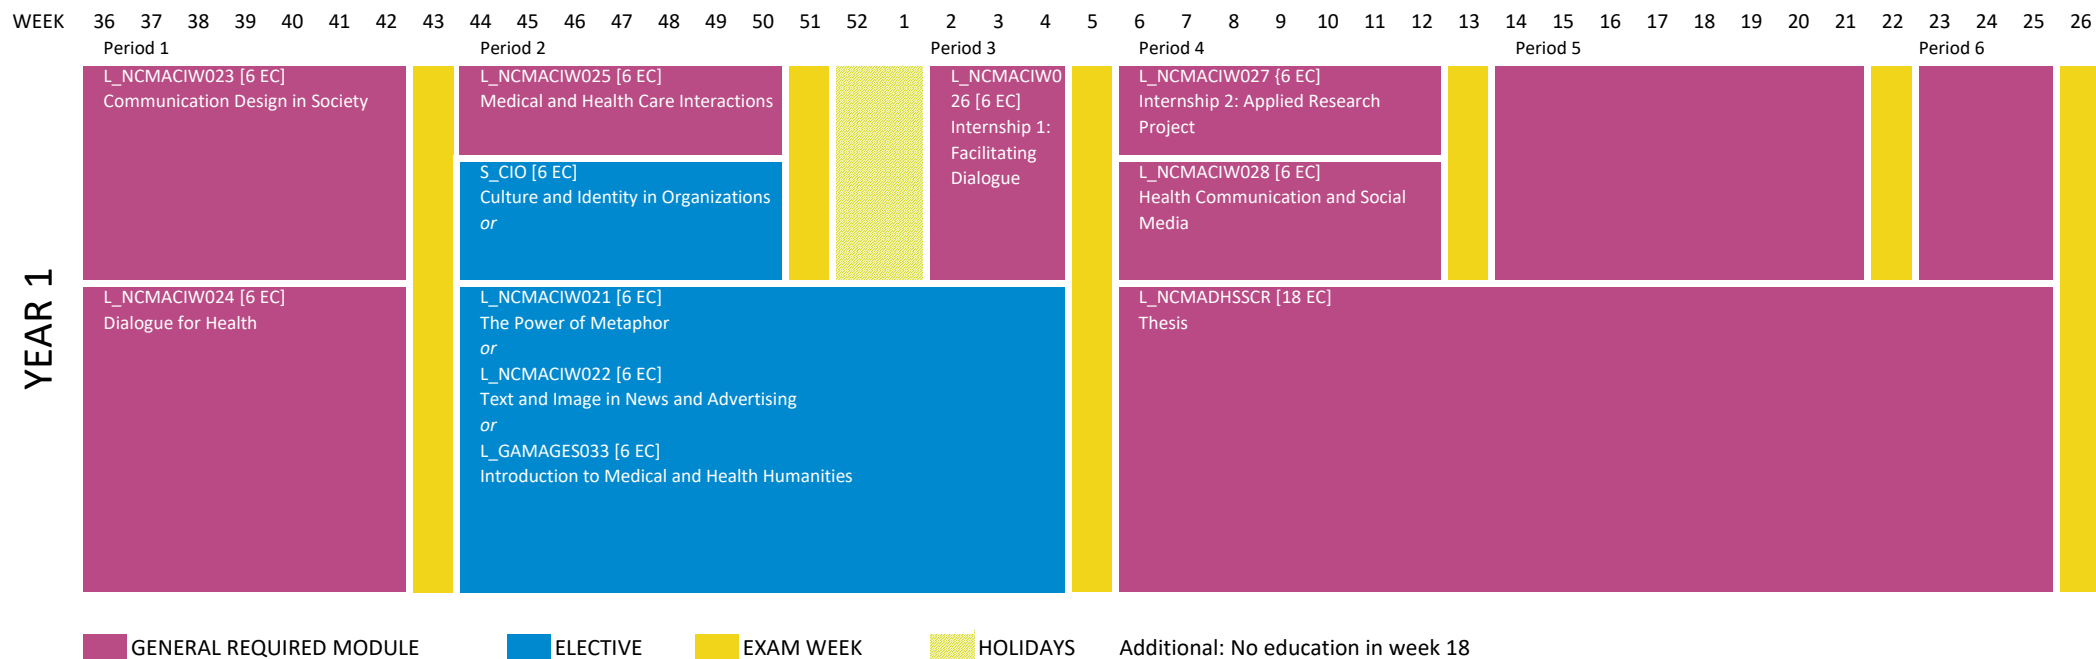 WEEK 36 37 38 39 40 41 42 43 44 45 46 47 48 49 50 51 52 1 2 3 4 5 6 7 8 9 10 11 12 13 14 15 16 17 18 19 20 21 22 23 24 25 26
Period 1 Period 2 Period 3 Period 4 Period 5 Period 6
YEAR 1
L_NCMACIW023 [6 EC]
Communication Design in Society
L_NCMACIW024 [6 EC]
Dialogue for Health
L_NCMACIW025 [6 EC]
Medical and Health Care Interactions
S_CIO [6 EC]
Culture and Identity in Organizations
or
L_NCMACIW021 [6 EC]
The Power of Metaphor
or
L_NCMACIW022 [6 EC]
Text and Image in News and Advertising
or
L_GAMAGES033 [6 EC]
Introduction to Medical and Health Humanities
L_NCMACIW0
26 [6 EC]
Internship 1:
Facilitating
Dialogue
L_NCMACIW027 {6 EC]
Internship 2: Applied Research
Project
L_NCMACIW028 [6 EC]
Health Communication and Social
Media
L_NCMADHSSCR [18 EC]
Thesis
GENERAL REQUIRED MODULE ELECTIVE EXAM WEEK HOLIDAYS Additional: No education in week 18